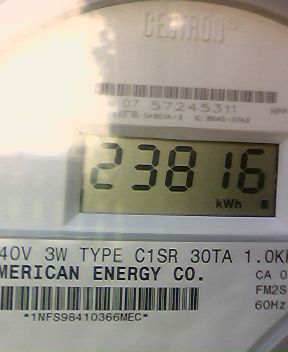 CENTRON®
07 57245311
23816
kWh
40V 3W TYPE C1SR 30TA 1.0K
MERICAN ENERGY CO.
CA 0
FM2S
60Hz
*1NFS98410366MEC*